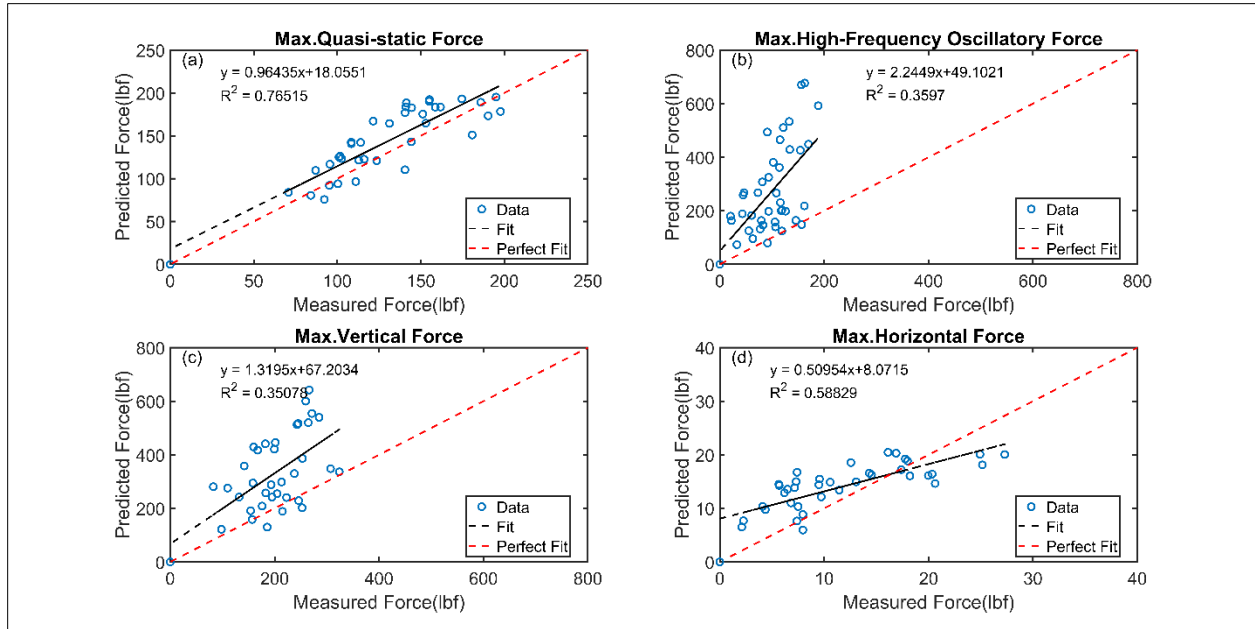 Max.Quasi-static Force
(a)
y = 0.96435x+18.0551
R² = 0.76515
250
200
150
100
50
0
Predicted Force(lbf)
Data
Fit
Perfect Fit
0 50 100 150 200 250
Measured Force(lbf)
Max.High-Frequency Oscillatory Force
(b)
y = 2.2449x+49.1021
R² = 0.3597
800
600
400
200
0
Predicted Force(lbf)
Data
Fit
Perfect Fit
0 200 400 600 800
Measured Force(lbf)
Max.Vertical Force
(c)
y = 1.3195x+67.2034
R² = 0.35078
800
600
400
200
0
Predicted Force(lbf)
Data
Fit
Perfect Fit
0 200 400 600 800
Measured Force(lbf)
Max.Horizontal Force
(d)
y = 0.50954x+8.0715
R² = 0.58829
40
30
20
10
0
Predicted Force(lbf)
Data
Fit
Perfect Fit
0 10 20 30 40
Measured Force(lbf)